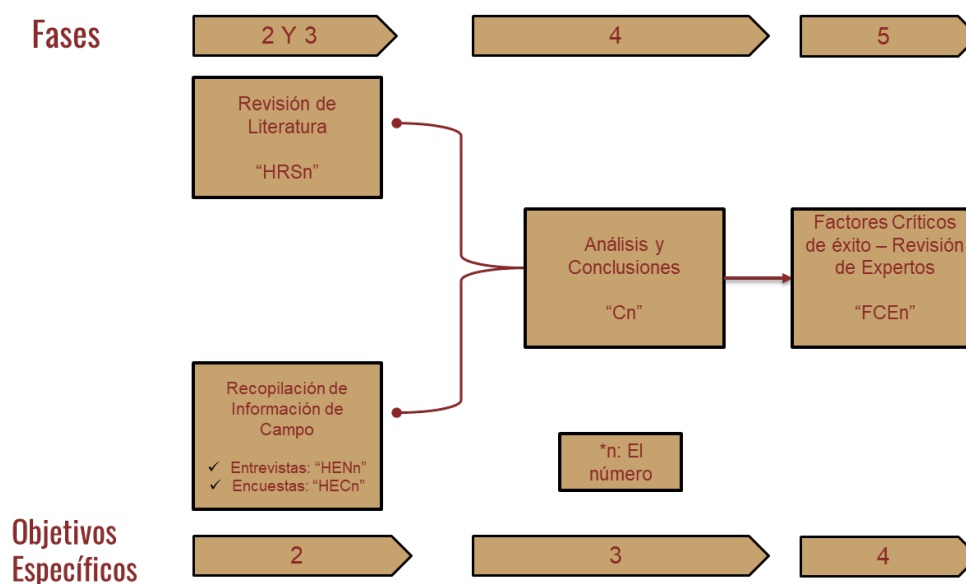 Fases
2 Y 3
4
5
Revisión de
Literatura
“HRSn”
Análisis y
Conclusiones
“Cn”
Factores Críticos
de éxito – Revisión
de Expertos
“FCEn”
Recopilación de
Información de
Campo
✓ Entrevistas: “HENn”
✓ Encuestas: “HECn”
*n: El
número
Objetivos
Específicos
2
3
4